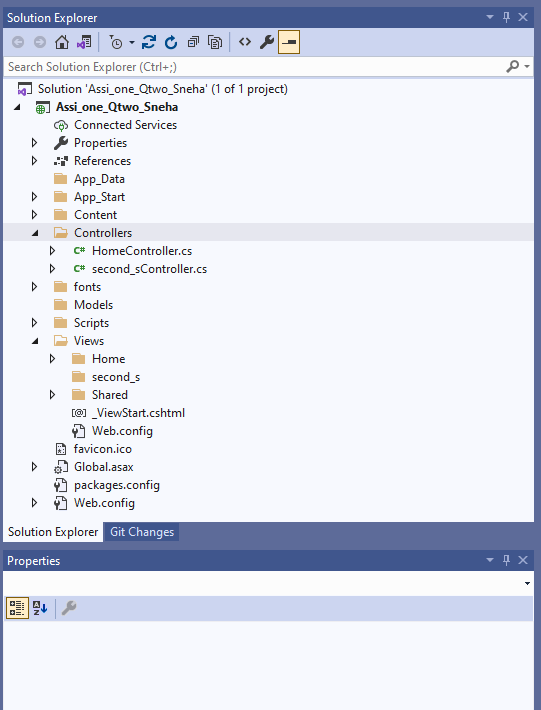 Solution Explorer
Search Solution Explorer (Ctrl+;)
Solution 'Assi_one_Qtwo_Sneha' (1 of 1 project)
Assi_one_Qtwo_Sneha
Connected Services
Properties
References
App_Data
App_Start
Content
Controllers
C# HomeController.cs
C# second_sController.cs
fonts
Models
Scripts
Views
Home
second_s
Shared
[@] _ViewStart.cshtml
Web.config
favicon.ico
Global.asax
packages.config
Web.config
Solution Explorer Git Changes
Properties